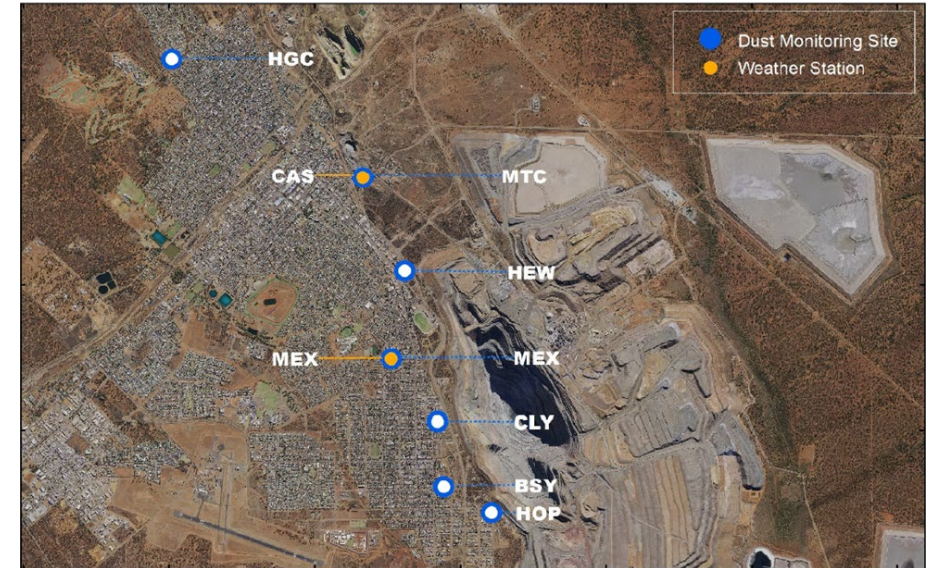 Dust Monitoring Site
Weather Station
HGC
CAS MTC
HEW
MEX MEX
CLY
BSY
HOP